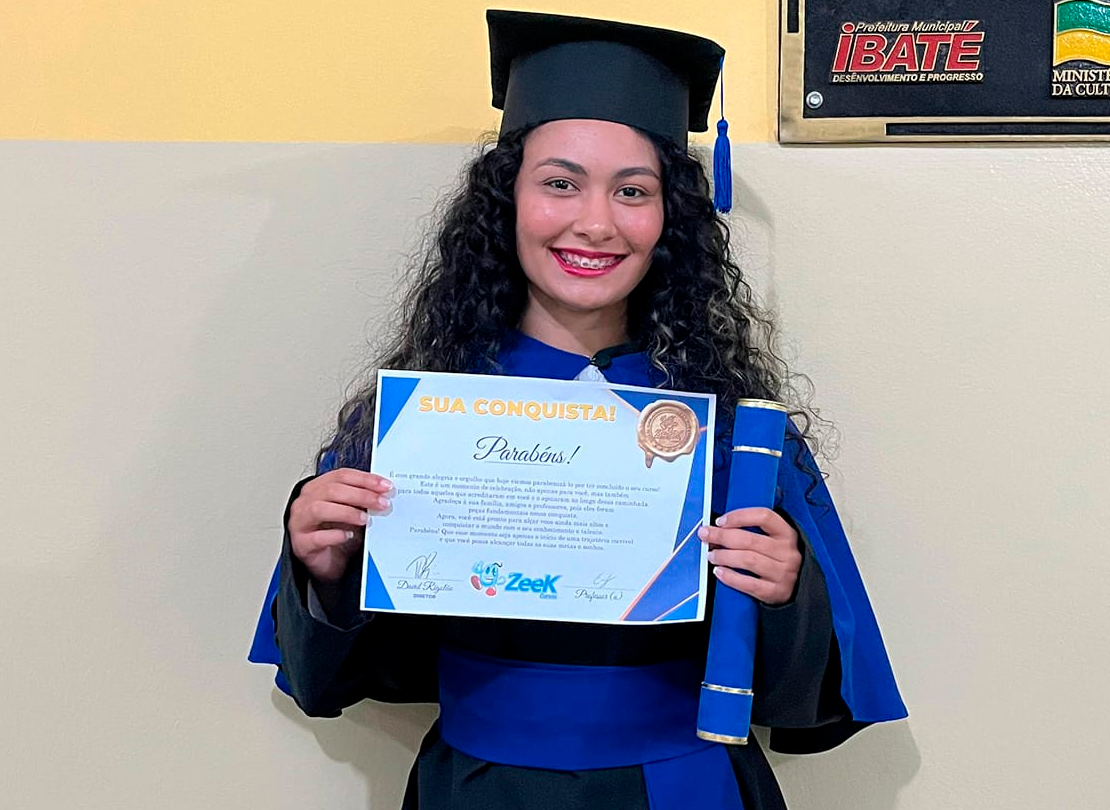 Prefeitura Municipal
IBATÉ
DESENVOLVIMENTO E PROGRESSO
MINISTÉ
DA CULT
SUA CONQUISTA!
Parabéns!
É com grande alegria e orgulho que hoje viemos parabenizá-lo por ter concluído o seu curso!
Este é um momento de celebração, não apenas para você, mas também
para todos aqueles que acreditaram em você e o apoiaram ao longo dessa caminhada.
Agradeça à sua família, amigos e professores, pois eles foram
peças fundamentais nessa conquista.
Agora, você está pronto para alçar voos ainda mais altos e
conquistar o mundo com o seu conhecimento e talento.
Parabéns! Que esse momento seja apenas o início de uma trajetória incrível
e que você possa alcançar todas as suas metas e sonhos.
David Rigatão
DIRETOR
ZeeK
Cursos
Professor (a)